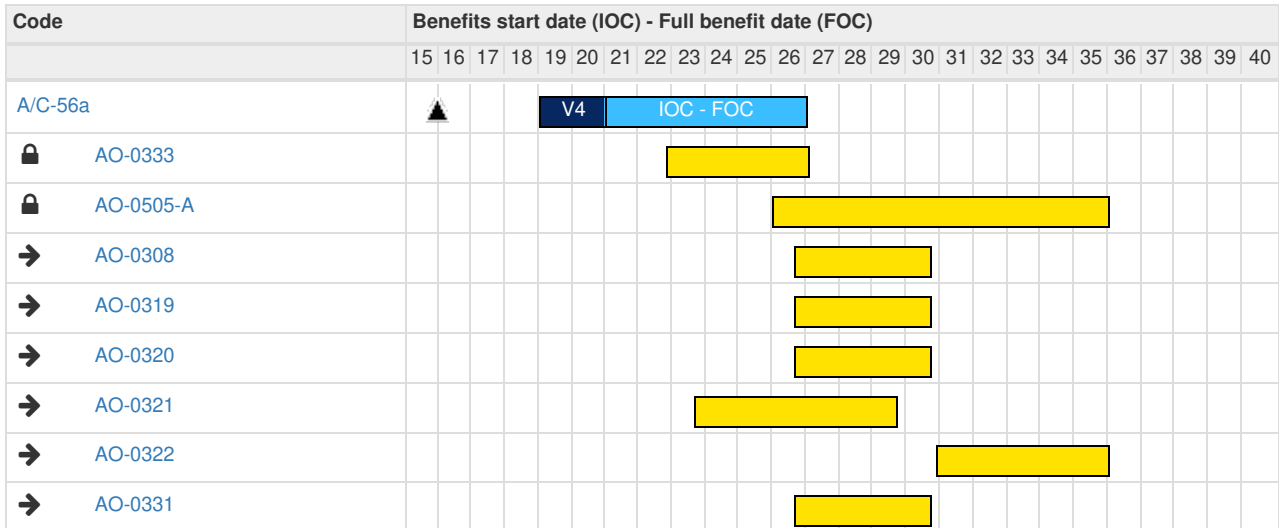 Code Benefits start date (IOC) - Full benefit date (FOC)
15 16 17 18 19 20 21 22 23 24 25 26 27 28 29 30 31 32 33 34 35 36 37 38 39 40
A/C-56a V4 IOC - FOC
AO-0333
AO-0505-A
AO-0308
AO-0319
AO-0320
AO-0321
AO-0322
AO-0331